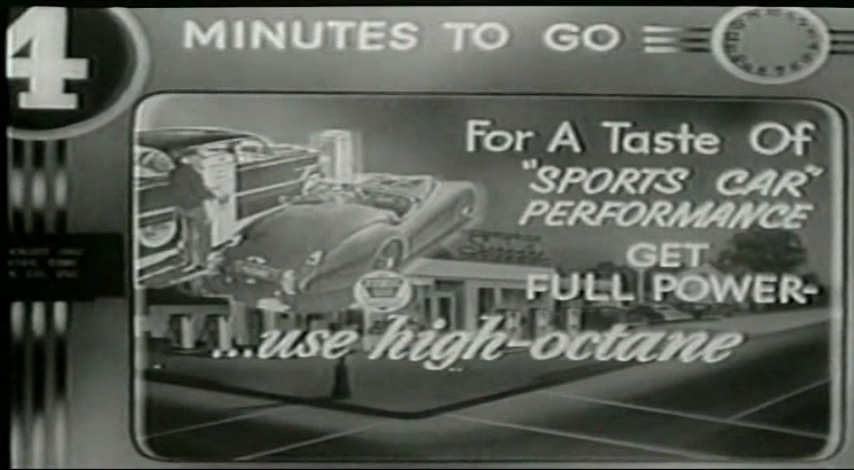 4 MINUTES TO GO
For A Taste Of
"SPORTS CAR"
PERFORMANCE
GET
FULL POWER-
...use high-octane